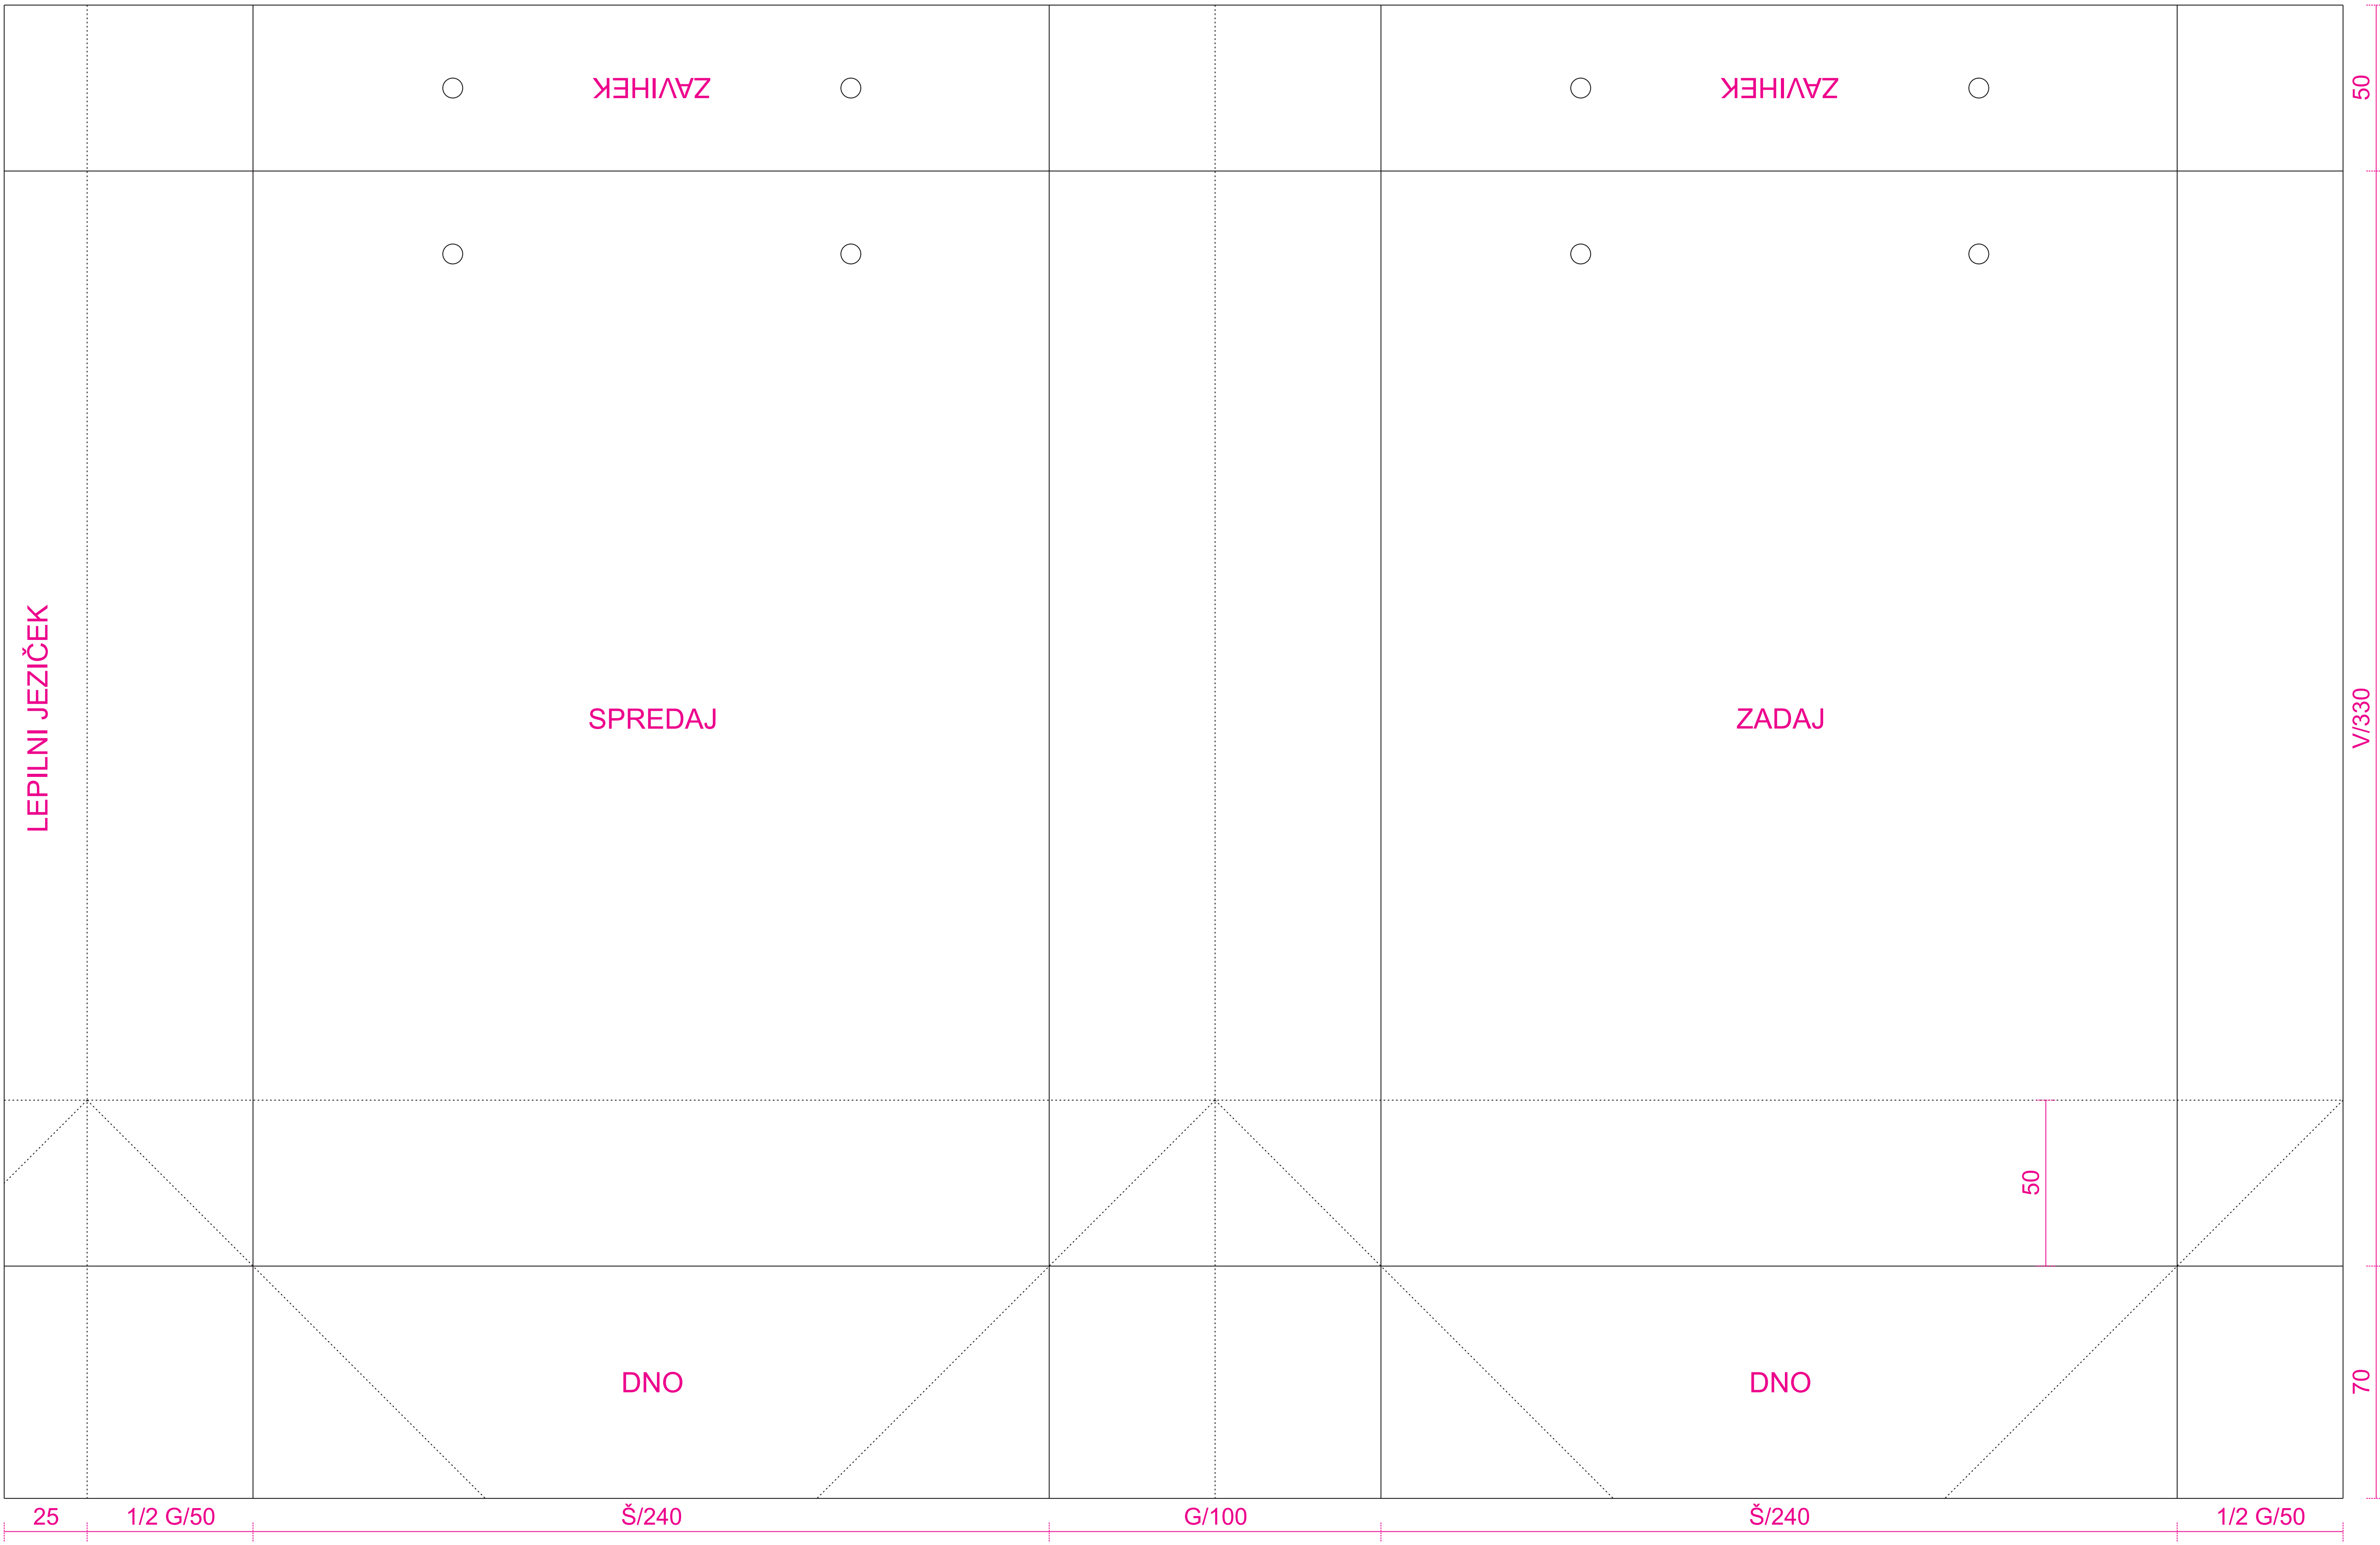 ZAVIHEK
ZAVIHEK
50
LEPILNI JEZIČEK
SPREDAJ
ZADAJ
V/330
50
DNO
DNO
70
25
1/2 G/50
Š/240
G/100
Š/240
1/2 G/50